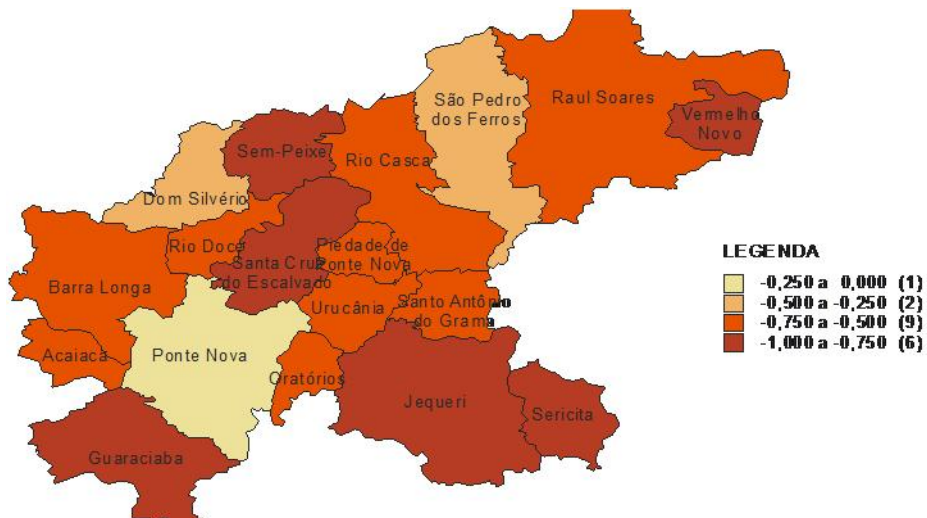 São Pedro
dos Ferros
Raul Soares
Vermelho
Novo
Sem-Peixe
Rio Casca
Dom Silvério
Rio Doce
Piedade de
Ponte Nova
Santa Cruz
do Escalvado
Barra Longa
Urucânia
Santo Antônio
do Grama
Acaiaca
Ponte Nova
Oratórios
Jequeri
Sericita
Guaraciaba
LEGENDA
-0,250 a 0,000 (1)
-0,500 a -0,250 (2)
-0,750 a -0,500 (9)
-1,000 a -0,750 (6)